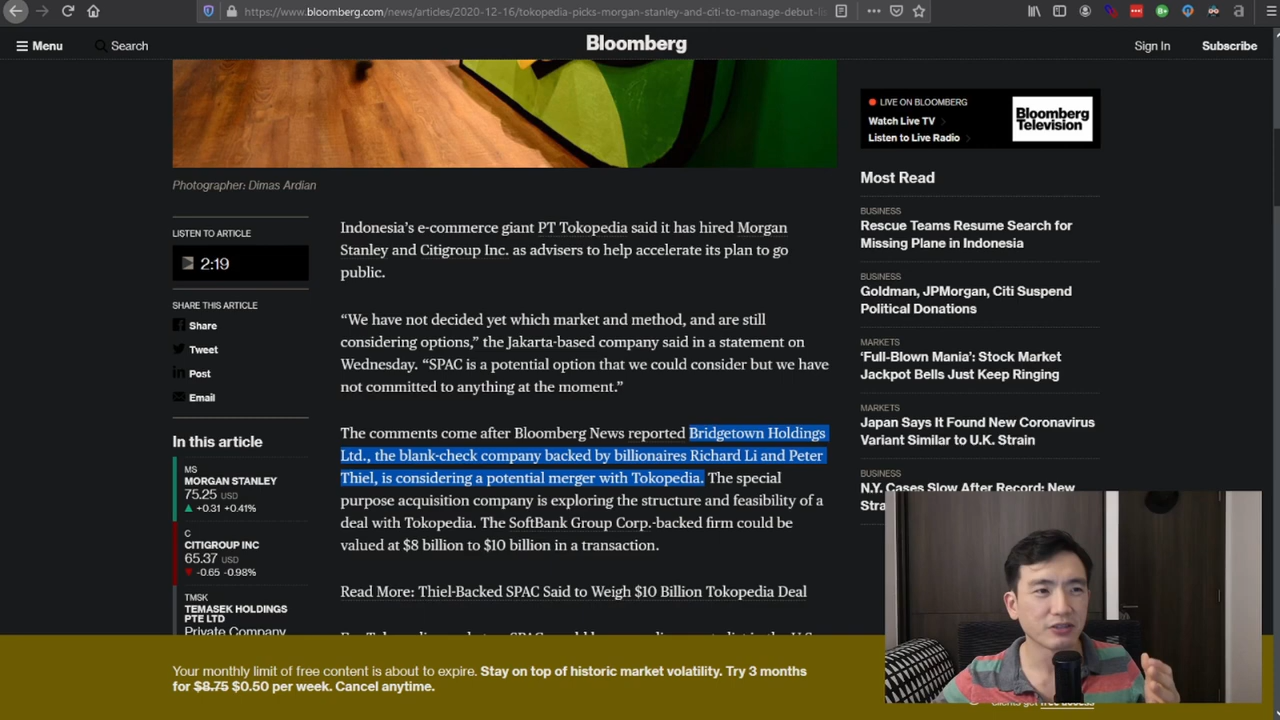 https://www.bloomberg.com/news/articles/2020-12-16/tokopedia-picks-morgan-stanley-and-citi-to-manage-debut-lis
Menu
Search
Bloomberg
Sign In
Subscribe
Photographer: Dimas Ardian
LISTEN TO ARTICLE
2:19
SHARE THIS ARTICLE
Share
Tweet
Post
Email
In this article
MS
MORGAN STANLEY
75.25 USD
+0.31 +0.41%
C
CITIGROUP INC
65.37 USD
-0.65 -0.98%
TMSK
TEMASEK HOLDINGS
PTE LTD
Private Company
Indonesia’s e-commerce giant PT Tokopedia said it has hired Morgan
Stanley and Citigroup Inc. as advisers to help accelerate its plan to go
public.
“We have not decided yet which market and method, and are still
considering options,” the Jakarta-based company said in a statement on
Wednesday. “SPAC is a potential option that we could consider but we have
not committed to anything at the moment.”
The comments come after Bloomberg News reported Bridgetown Holdings
Ltd., the blank-check company backed by billionaires Richard Li and Peter
Thiel, is considering a potential merger with Tokopedia. The special
purpose acquisition company is exploring the structure and feasibility of a
deal with Tokopedia. The SoftBank Group Corp.-backed firm could be
valued at $8 billion to $10 billion in a transaction.
Read More: Thiel-Backed SPAC Said to Weigh $10 Billion Tokopedia Deal
LIVE ON BLOOMBERG
Watch Live TV
Listen to Live Radio
Bloomberg
Television
Most Read
BUSINESS
Rescue Teams Resume Search for
Missing Plane in Indonesia
BUSINESS
Goldman, JPMorgan, Citi Suspend
Political Donations
MARKETS
‘Full-Blown Mania’: Stock Market
Jackpot Bells Just Keep Ringing
MARKETS
Japan Says It Found New Coronavirus
Variant Similar to U.K. Strain
BUSINESS
N.Y. Cases Slow After Record: New
Your monthly limit of free content is about to expire. Stay on top of historic market volatility. Try 3 months
for $8.75 $0.50 per week. Cancel anytime.